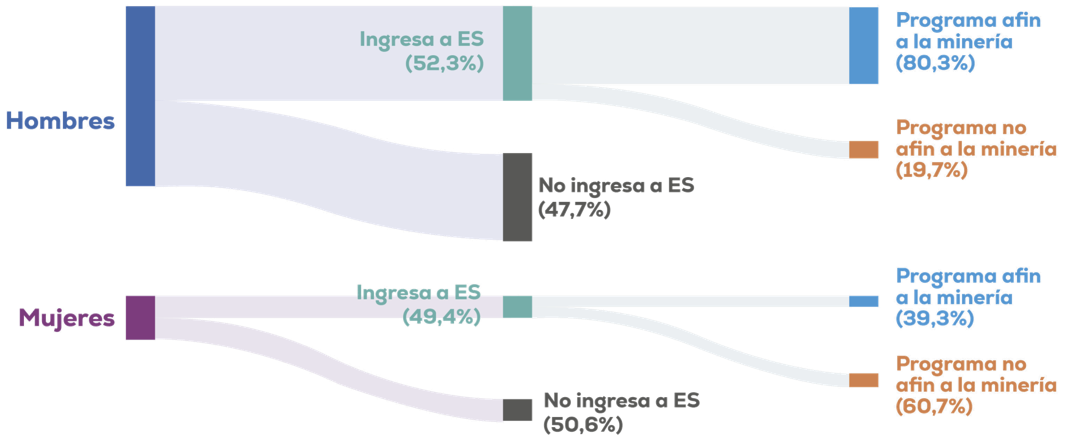 Hombres
Ingresa a ES
(52,3%)
No ingresa a ES
(47,7%)
Programa afin
a la minería
(80,3%)
Programa no
afin a la minería
(19,7%)
Mujeres
Ingresa a ES
(49,4%)
No ingresa a ES
(50,6%)
Programa afin
a la minería
(39,3%)
Programa no
afin a la minería
(60,7%)